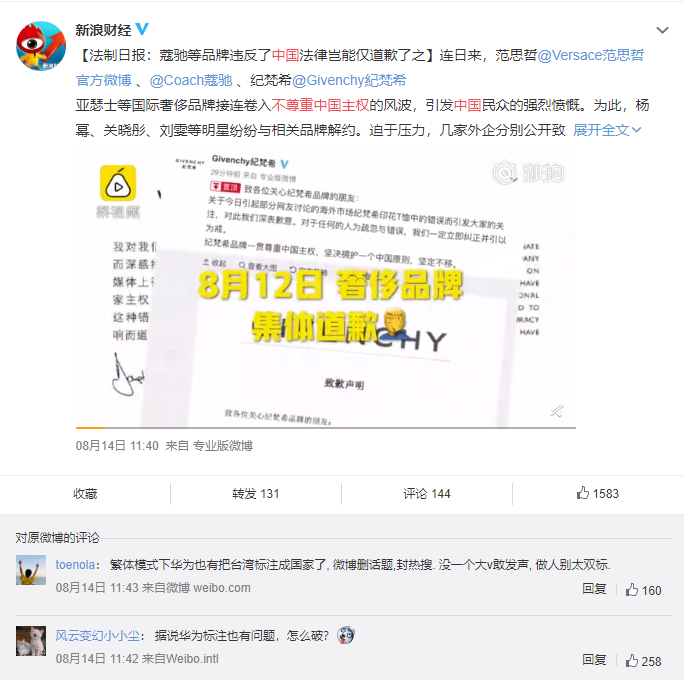 新浪财经
【法制日报：蔻驰等品牌违反了中国法律岂能仅道歉了之】连日来，范思哲@Versace范思哲
官方微博 、@Coach蔻驰 、纪梵希@Givenchy紀梵希
亚瑟士等国际奢侈品牌接连卷入不尊重中国主权的风波，引发中国民众的强烈愤慨。为此，杨
幂、关晓彤、刘雯等明星纷纷与相关品牌解约。迫于压力，几家外企分别公开致 展开全文
梨视频
秒拍
GIVENCHY
紀梵希
Givenchy紀梵希
29分钟前 来自 专业版微博
置顶 致各位关心纪梵希品牌的朋友：
关于今日引起部分网友讨论的海外市场纪梵希印花T恤中的错误而引发大家的关
注，对此我们深表歉意。对于任何的人为疏忽与错误，我们一定立即纠正并引以
为戒。
纪梵希品牌一贯尊重中国主权，坚决拥护一个中国原则，坚定不移。
收起 查看大图
我对我们
而深感抱
媒体上
家主权
这种错
响而道
ANY
ON
HAVE
ONAL
D TO
RACY
HAVE
8月12日 奢侈品牌
集体道歉
CHY
致歉声明
致各位关心纪梵希品牌的朋友：
08月14日 11:40 来自 专业版微博
收藏
转发 131
评论 144
1583
对原微博的评论
toenola： 繁体模式下华为也有把台湾标注成国家了, 微博删话题,封热搜. 没一个大v敢发声, 做人别太双标.
08月14日 11:43 来自微博 weibo.com
回复
160
风云变幻小小尘： 据说华为标注也有问题，怎么破？
08月14日 11:42 来自Weibo.intl
回复
258